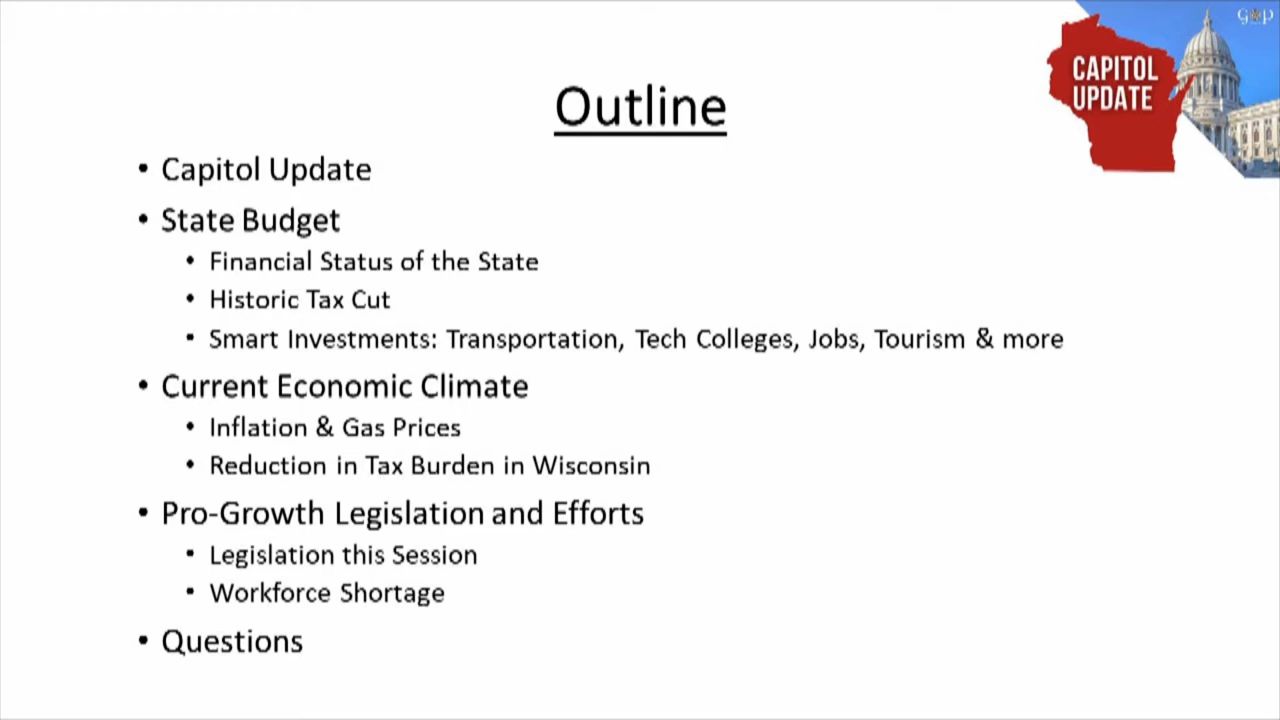 GOP
CAPITOL
UPDATE
Outline
• Capitol Update
• State Budget
• Financial Status of the State
• Historic Tax Cut
• Smart Investments: Transportation, Tech Colleges, Jobs, Tourism & more
• Current Economic Climate
• Inflation & Gas Prices
• Reduction in Tax Burden in Wisconsin
• Pro-Growth Legislation and Efforts
• Legislation this Session
• Workforce Shortage
• Questions